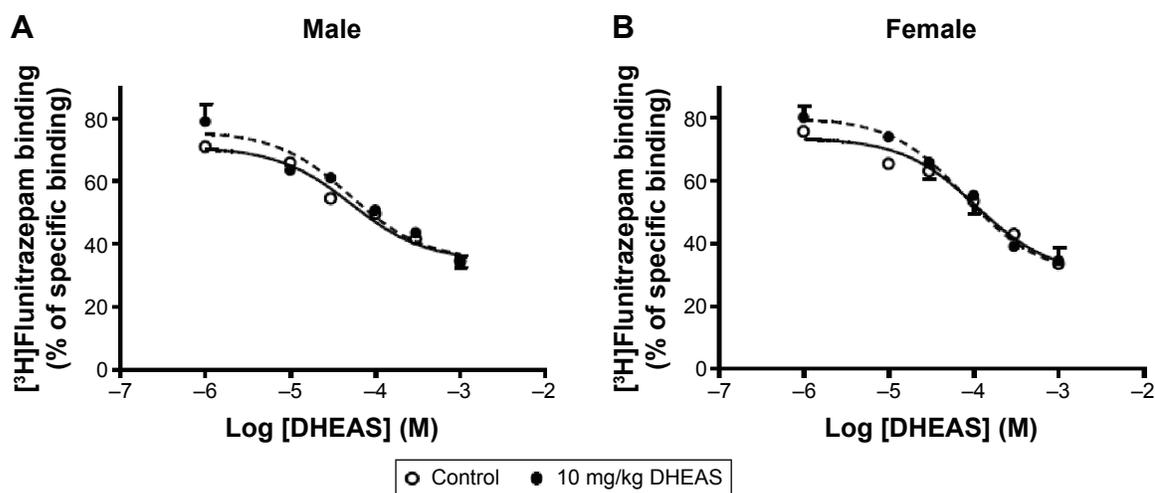 A
Male
[³H]Flunitrazepam binding
(% of specific binding)
80
60
40
20
0
–7
–6
–5
–4
–3
–2
Log [DHEAS] (M)
B
Female
[³H]Flunitrazepam binding
(% of specific binding)
80
60
40
20
0
–7
–6
–5
–4
–3
–2
Log [DHEAS] (M)
Control
10 mg/kg DHEAS